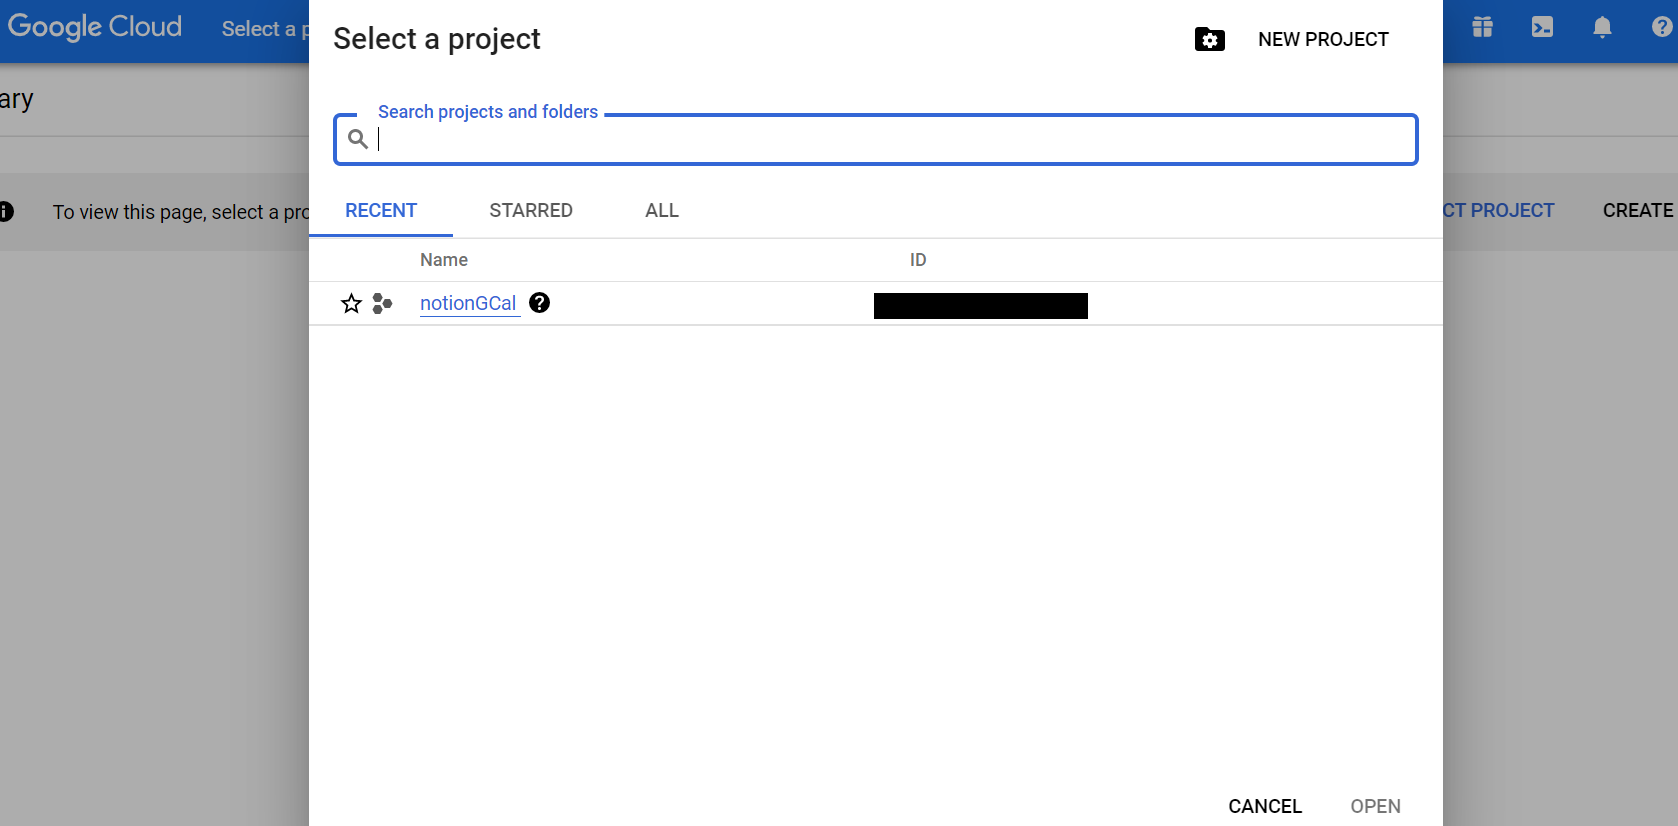 Google Cloud
Select a p
ary
To view this page, select a pro
CT PROJECT
CREATE
Select a project
NEW PROJECT
Search projects and folders
RECENT
STARRED
ALL
Name
ID
notionGCal
CANCEL
OPEN